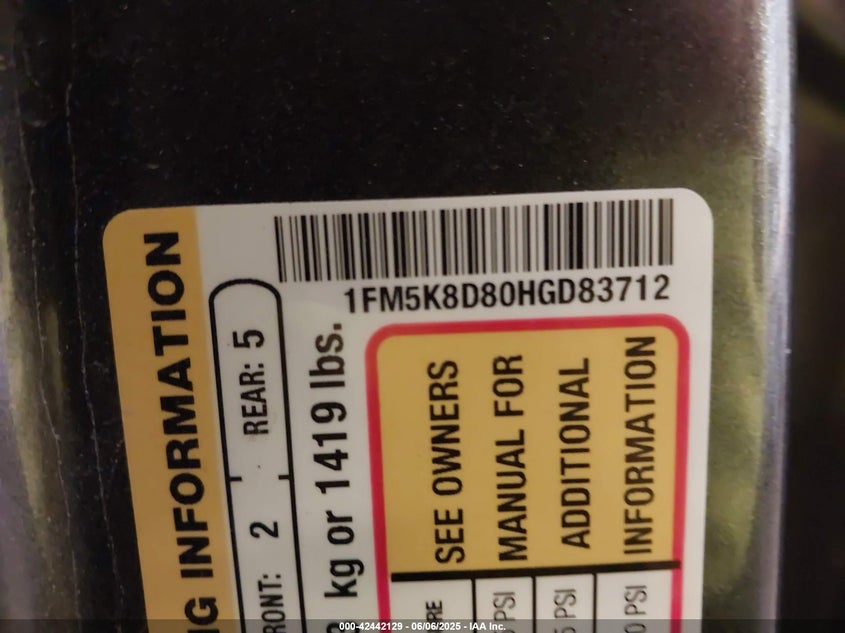 NG INFORMATION
FRONT: 2 REAR: 5
kg or 1419 lbs.
1FM5K8D80HGD83712
SEE OWNERS
MANUAL FOR
ADDITIONAL
INFORMATION
PSI
PSI
PSI
000-42442129 - 06/06/2025 - IAA Inc.